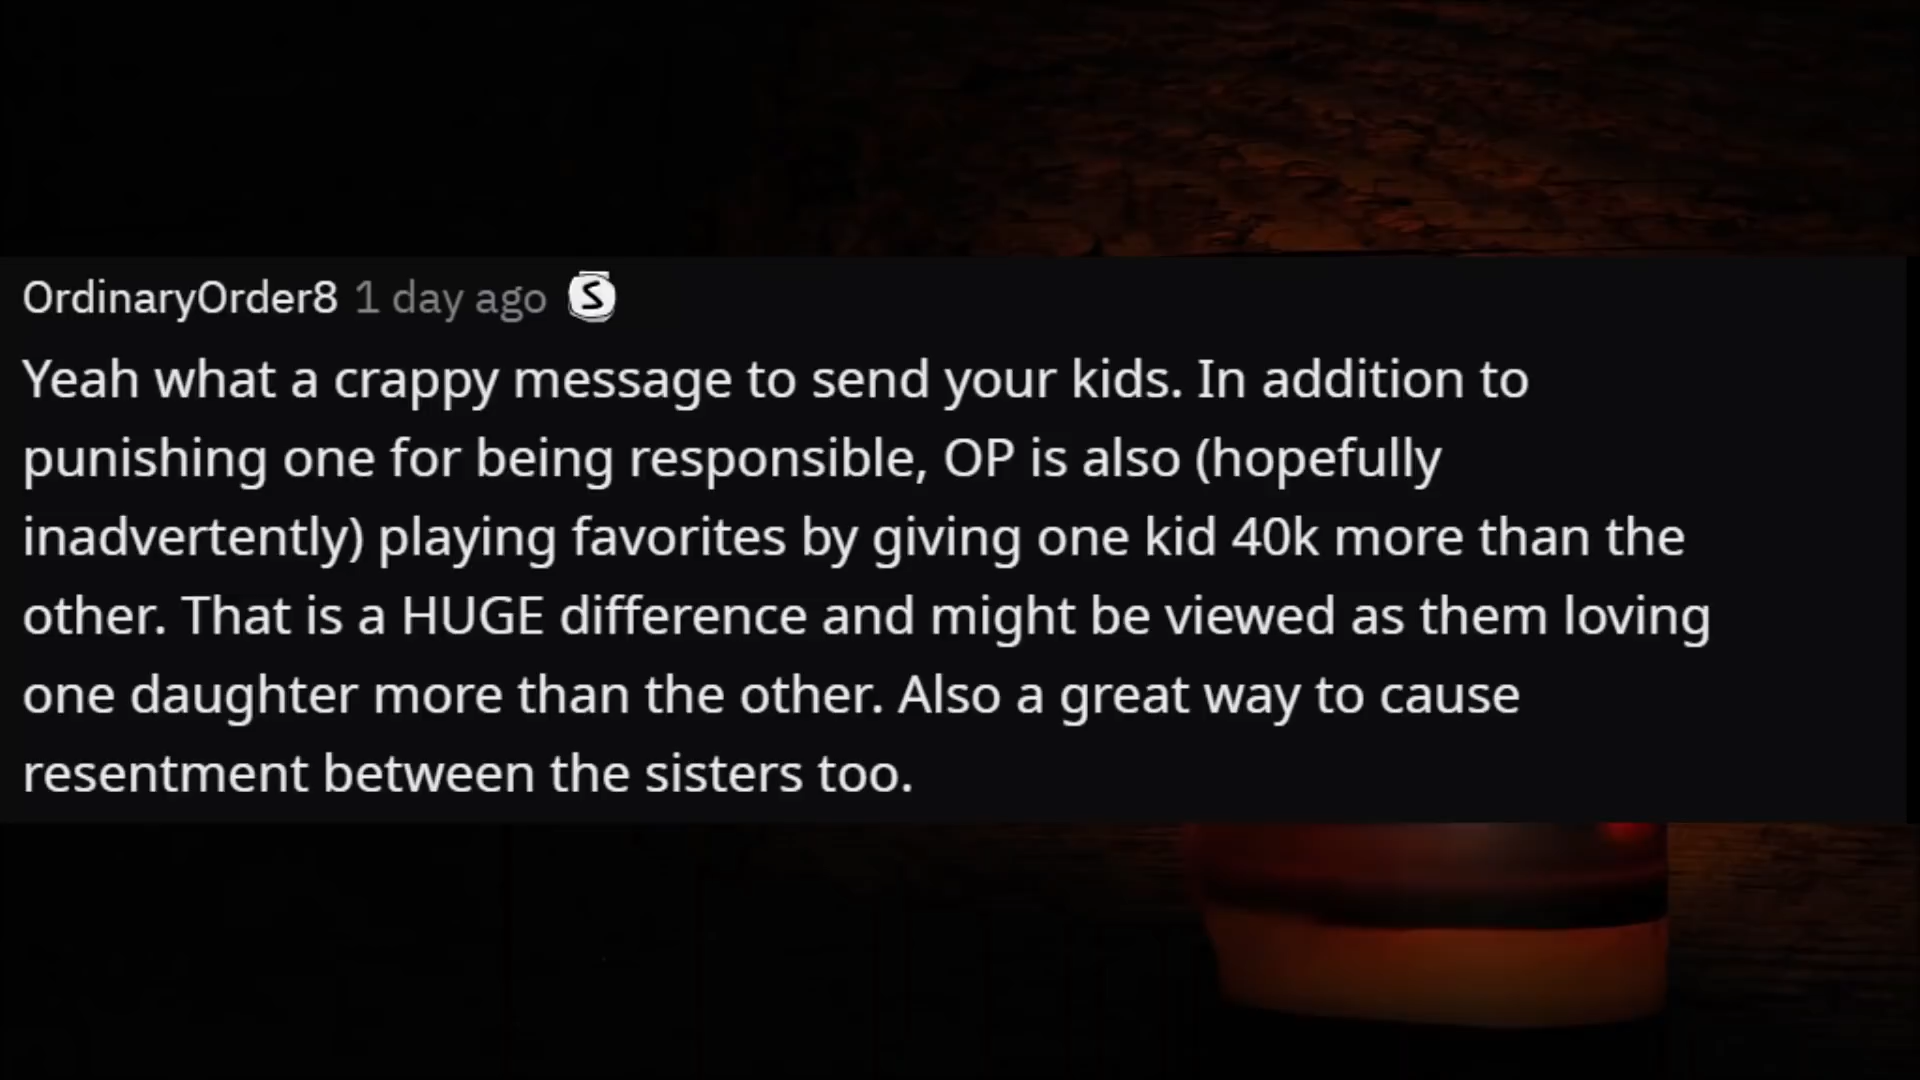 OrdinaryOrder8 1 day ago S
Yeah what a crappy message to send your kids. In addition to
punishing one for being responsible, OP is also (hopefully
inadvertently) playing favorites by giving one kid 40k more than the
other. That is a HUGE difference and might be viewed as them loving
one daughter more than the other. Also a great way to cause
resentment between the sisters too.